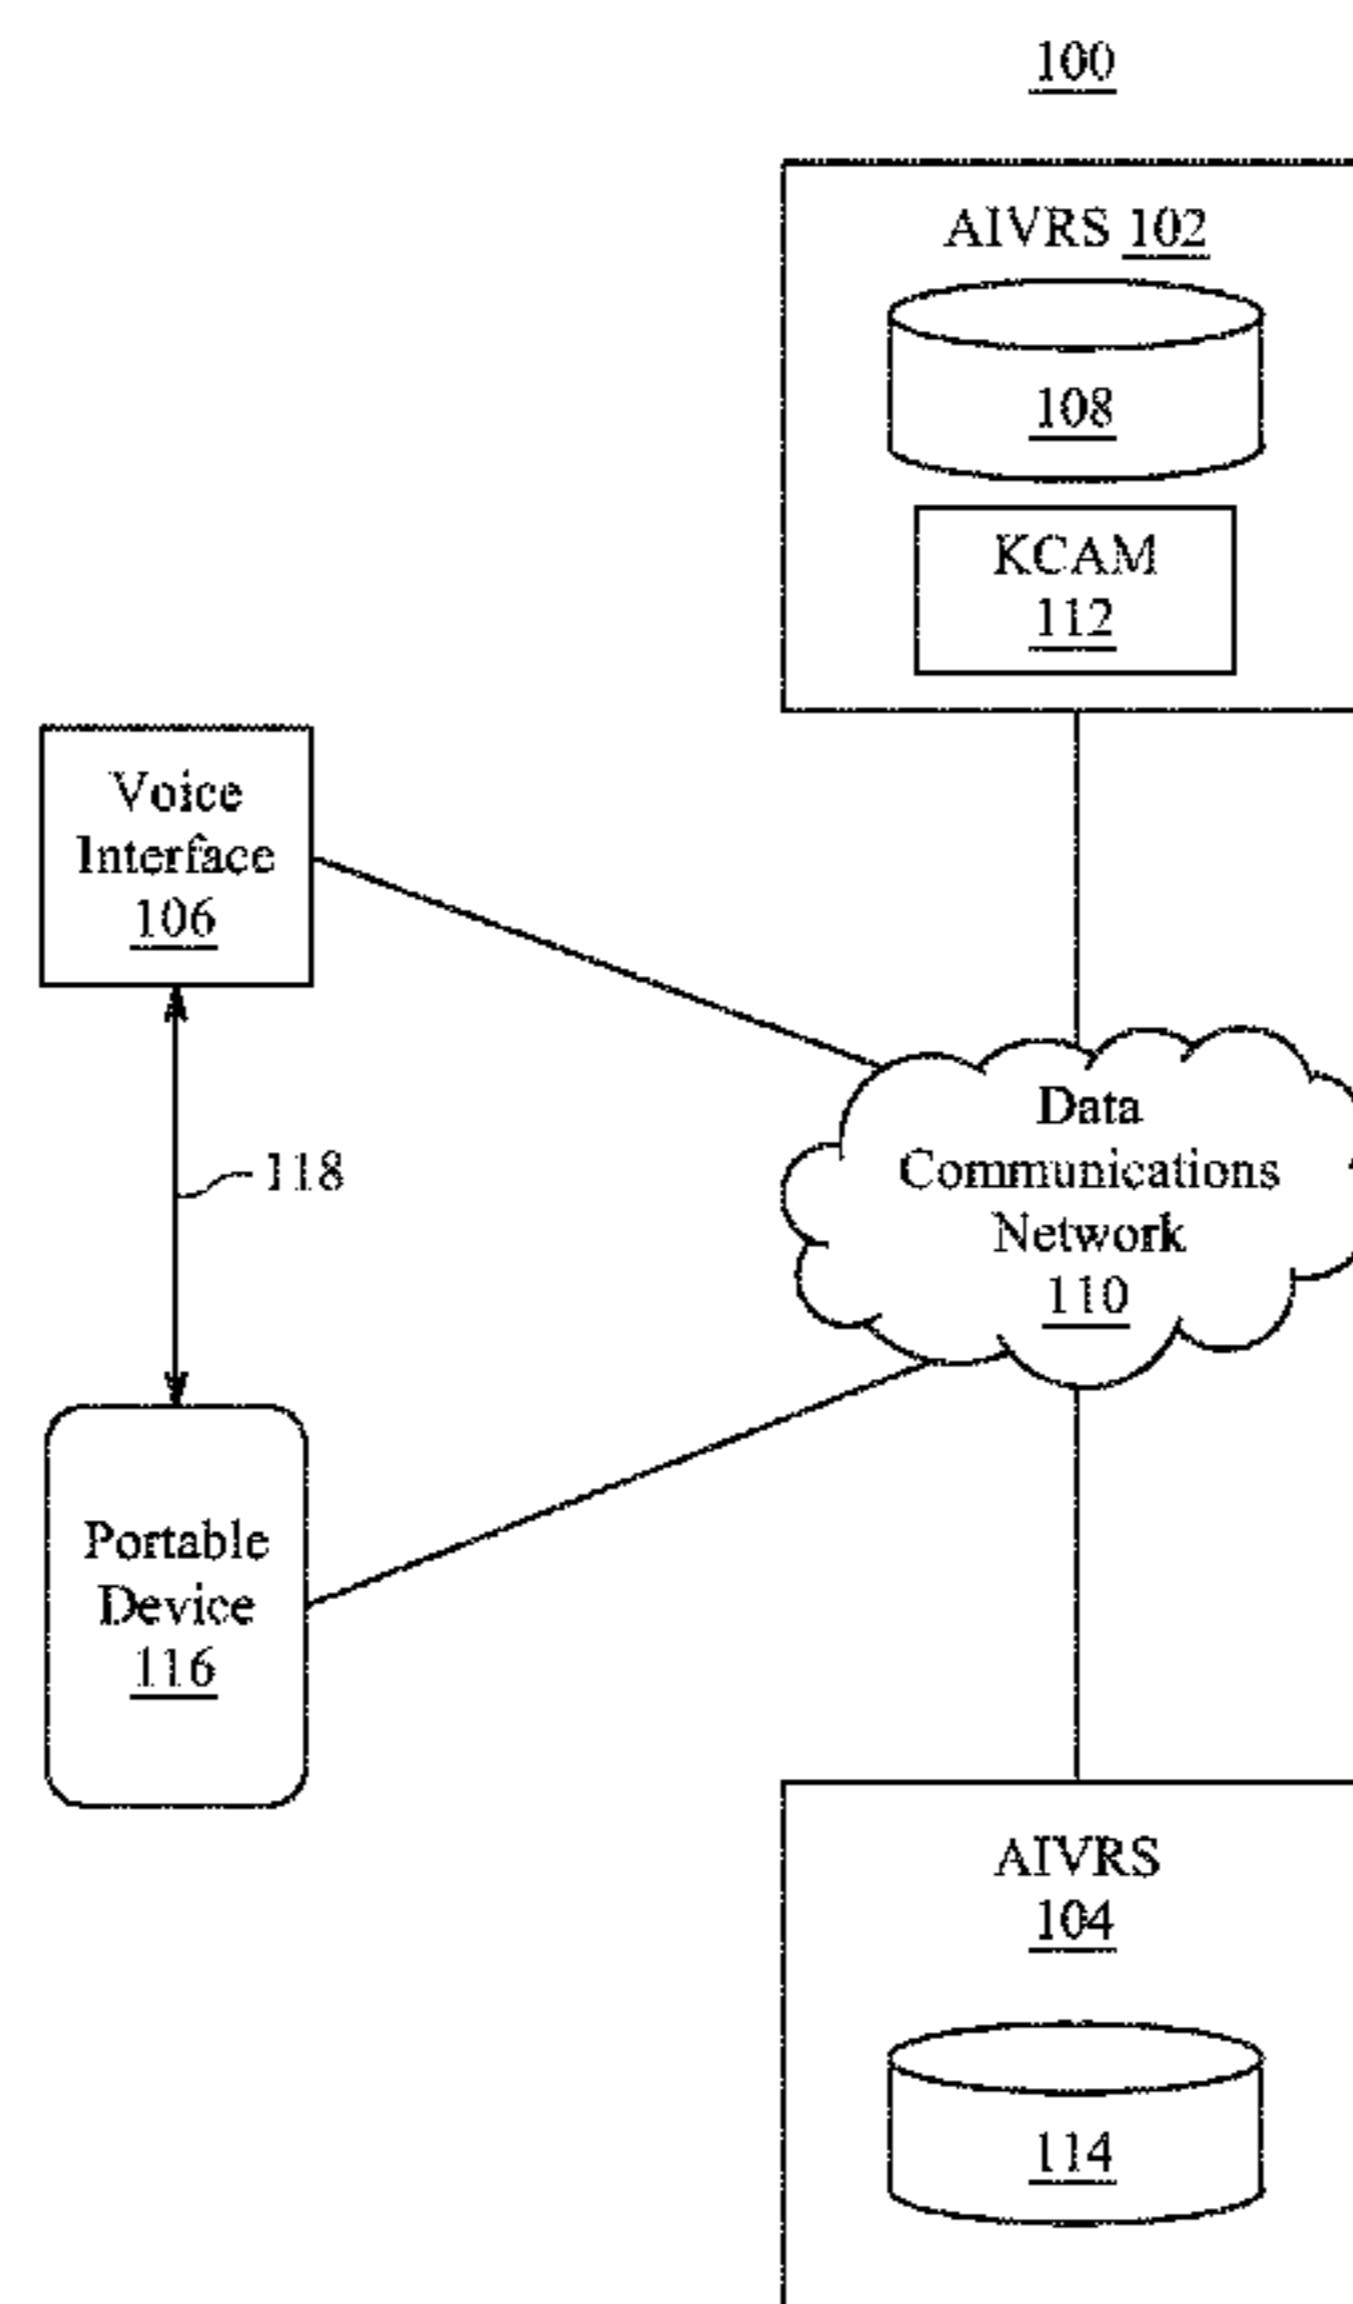 100
AIVRS 102
108
KCAM
112
Voice
Interface
106
Data
Communications
Network
110
118
Portable
Device
116
AIVRS
104
114